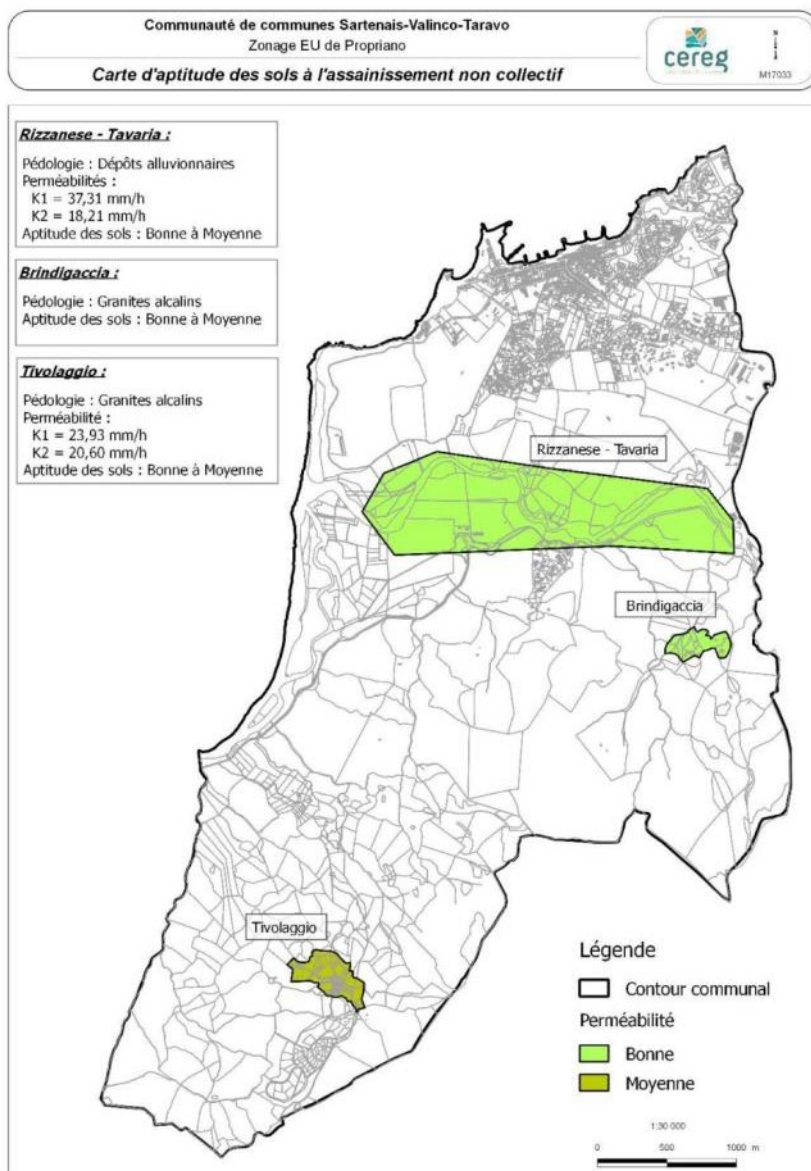 Communauté de communes Sartenais-Valinco-Taravo
Zonage EU de Propriano
Carte d'aptitude des sols à l'assainissement non collectif
cereg
M17033
Rizzanese - Tavaria :
Pédologie : Dépôts alluvionnaires
Perméabilités :
K1 = 37,31 mm/h
K2 = 18,21 mm/h
Aptitude des sols : Bonne à Moyenne
Brindigaccia :
Pédologie : Granites alcalins
Aptitude des sols : Bonne à Moyenne
Tivolaggio :
Pédologie : Granites alcalins
Perméabilité :
K1 = 23,93 mm/h
K2 = 20,60 mm/h
Aptitude des sols : Bonne à Moyenne
Rizzanese - Tavaria
Brindigaccia
Tivolaggio
Légende
Contour communal
Perméabilité
Bonne
Moyenne
1:30 000
0 500 1000 m